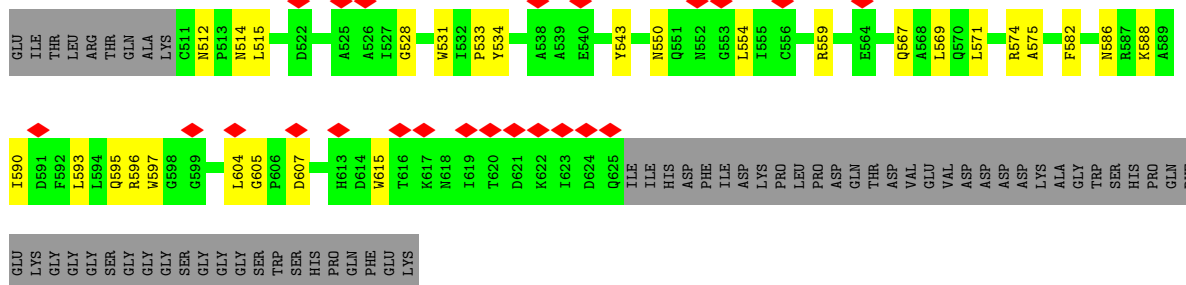 GLU ILE THR LEU ARG THR GLN ALA LYS C511 N512 P513 N514 L515 D522 A525 A526 I527 G528 W531 I532 P533 Y534 A538 A539 E540 Y543 N550 Q551 N552 G553 L554 I555 C556 R559 E564 Q567 A568 L569 Q570 L571 R574 A575 F582 N586 R587 K588 A589
I590 D591 F592 L593 L594 Q595 R596 W597 G598 G599 L604 G605 P606 D607 H613 D614 W615 T616 K617 N618 I619 T620 D621 K622 I623 D624 Q625 ILE ILE HIS ASP PHE ILE ASP LYS PRO LEU PRO ASP GLN THR ASP VAL GLU VAL ASP ASP ASP ASP LYS ALA GLY TRP SER HIS PRO GLN
GLU LYS GLY GLY GLY SER GLY GLY GLY SER GLY GLY GLY SER TRP SER HIS PRO GLN PHE GLU LYS